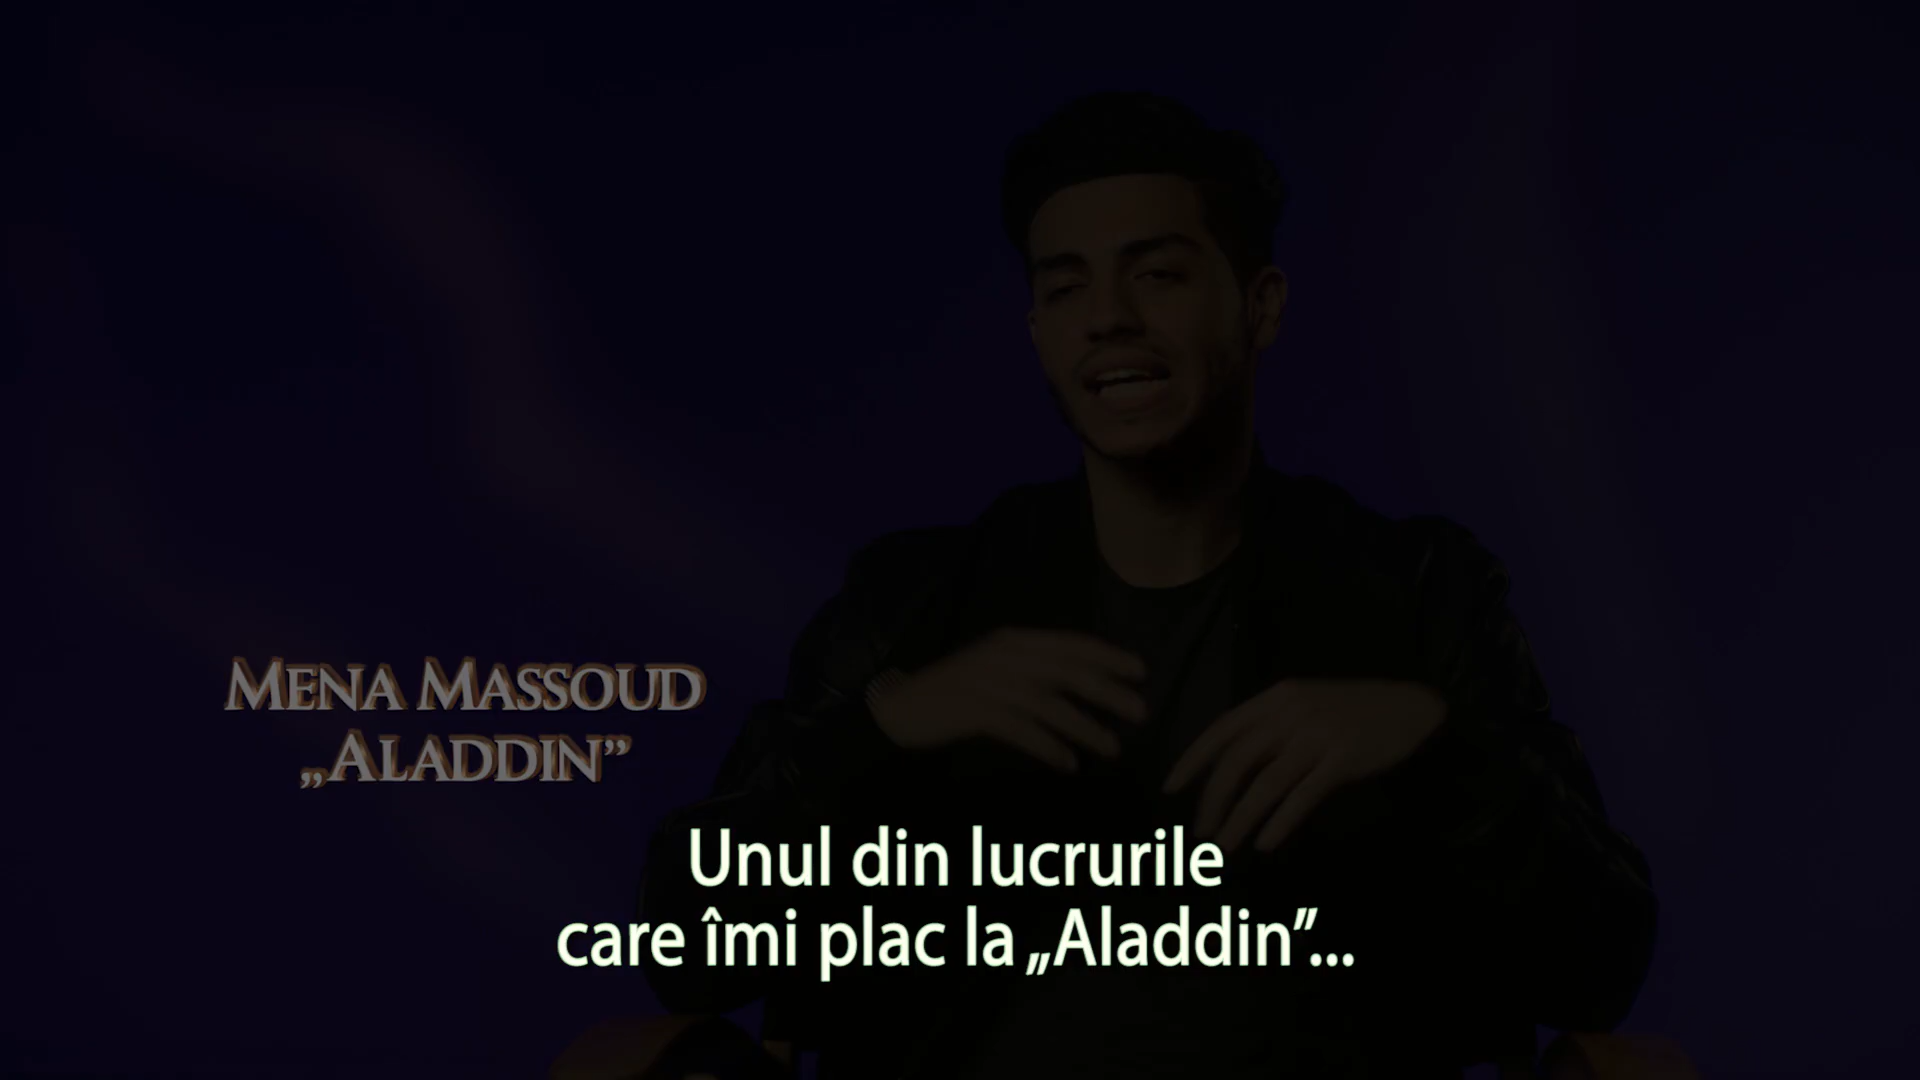 MENA MASSOUD
„ALADDIN”
Unul din lucrurile
care îmi plac la „Aladdin”...